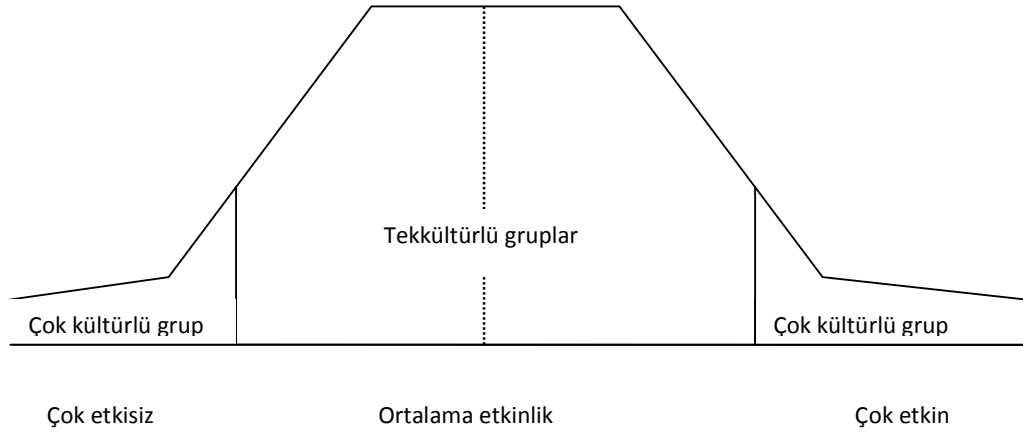 Tekkültürlü gruplar
Çok kültürlü grup
Çok kültürlü grup
Çok etkisiz
Ortalama etkinlik
Çok etkin